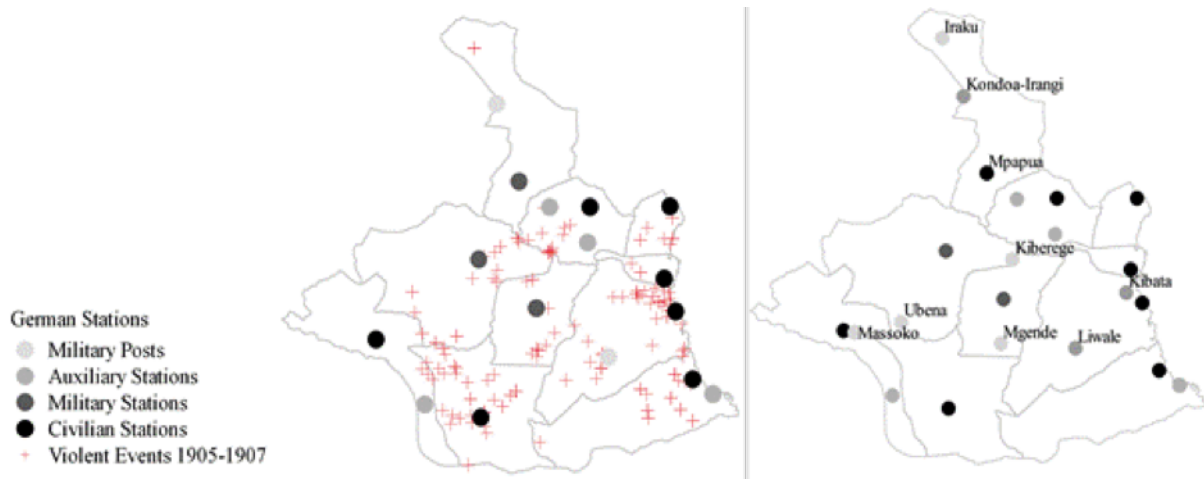 German Stations
Military Posts
Auxiliary Stations
Military Stations
Civilian Stations
Violent Events 1905-1907
Iraku
Kondoa-Irangi
Mpapua
Kiberege
Kibata
Ubena
Massoko
Mgende
Liwale